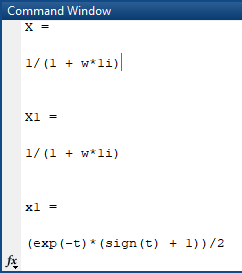 Command Window
X =
1/(1 + w*1i)
X1 =
1/(1 + w*1i)
x1 =
(exp(-t)*(sign(t) + 1))/2
fx